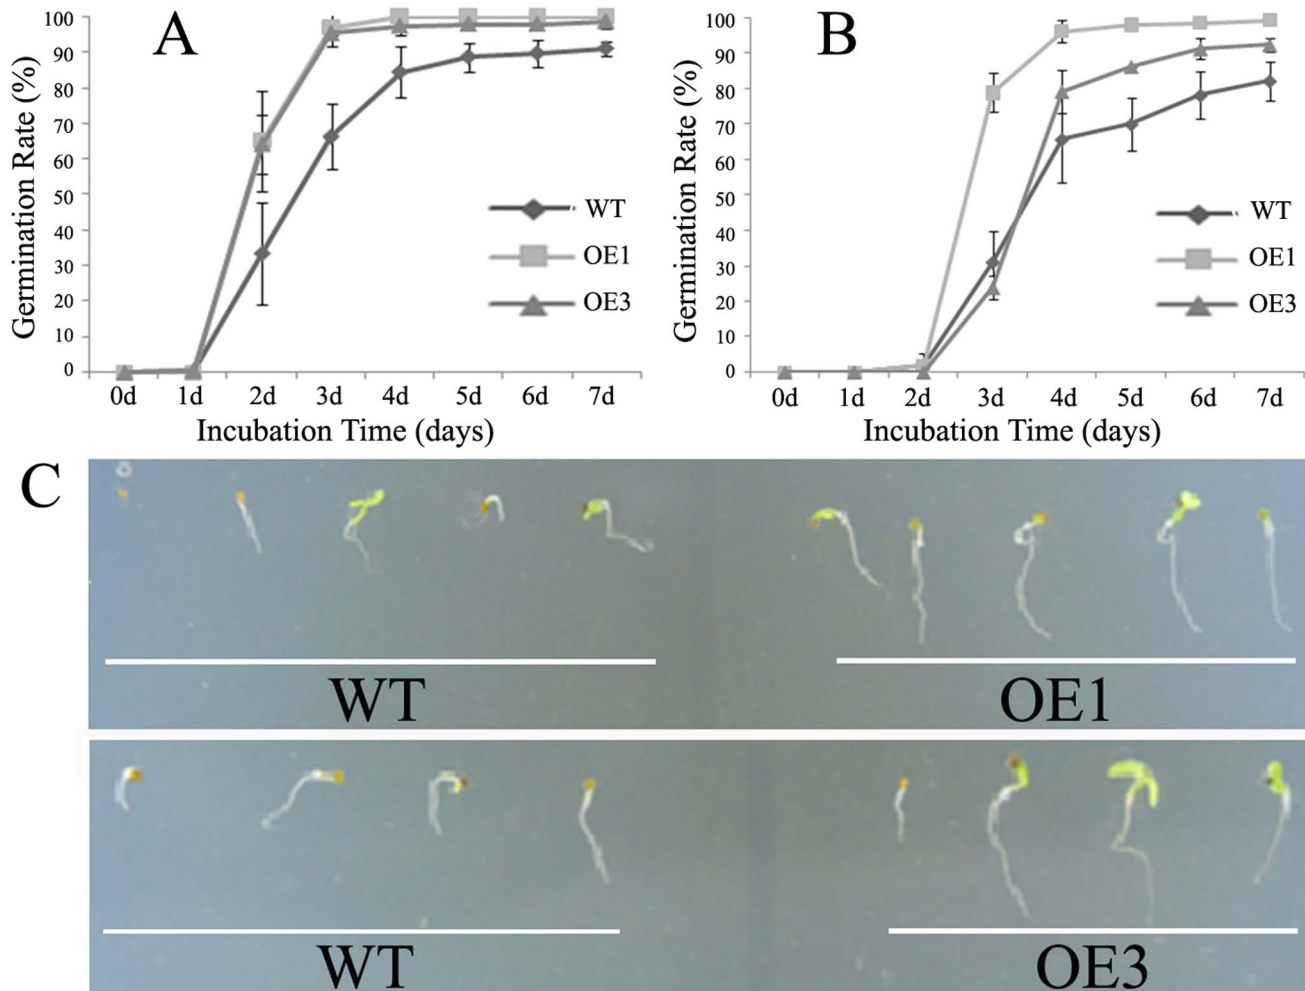 A
Germination Rate (%)
100
90
80
70
60
50
40
30
20
10
0
WT
OE1
OE3
0d 1d 2d 3d 4d 5d 6d 7d
Incubation Time (days)
B
Germination Rate (%)
100
90
80
70
60
50
40
30
20
10
0
WT
OE1
OE3
0d 1d 2d 3d 4d 5d 6d 7d
Incubation Time (days)
C
WT OE1
WT OE3